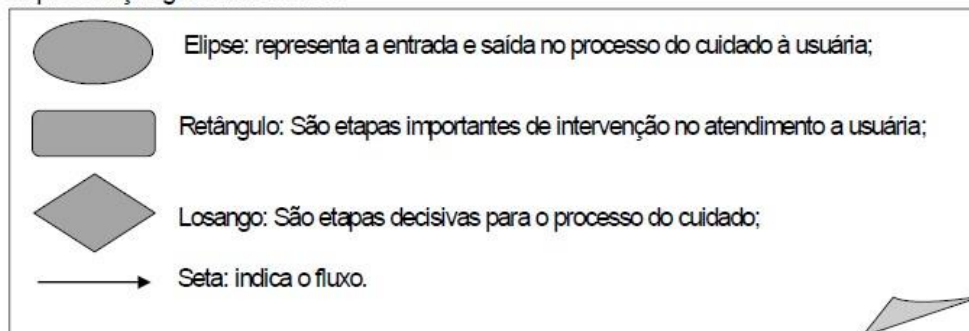 Elipse: representa a entrada e saída no processo do cuidado à usuária;
Retângulo: São etapas importantes de intervenção no atendimento a usuária;
Losango: São etapas decisivas para o processo do cuidado;
Seta: indica o fluxo.